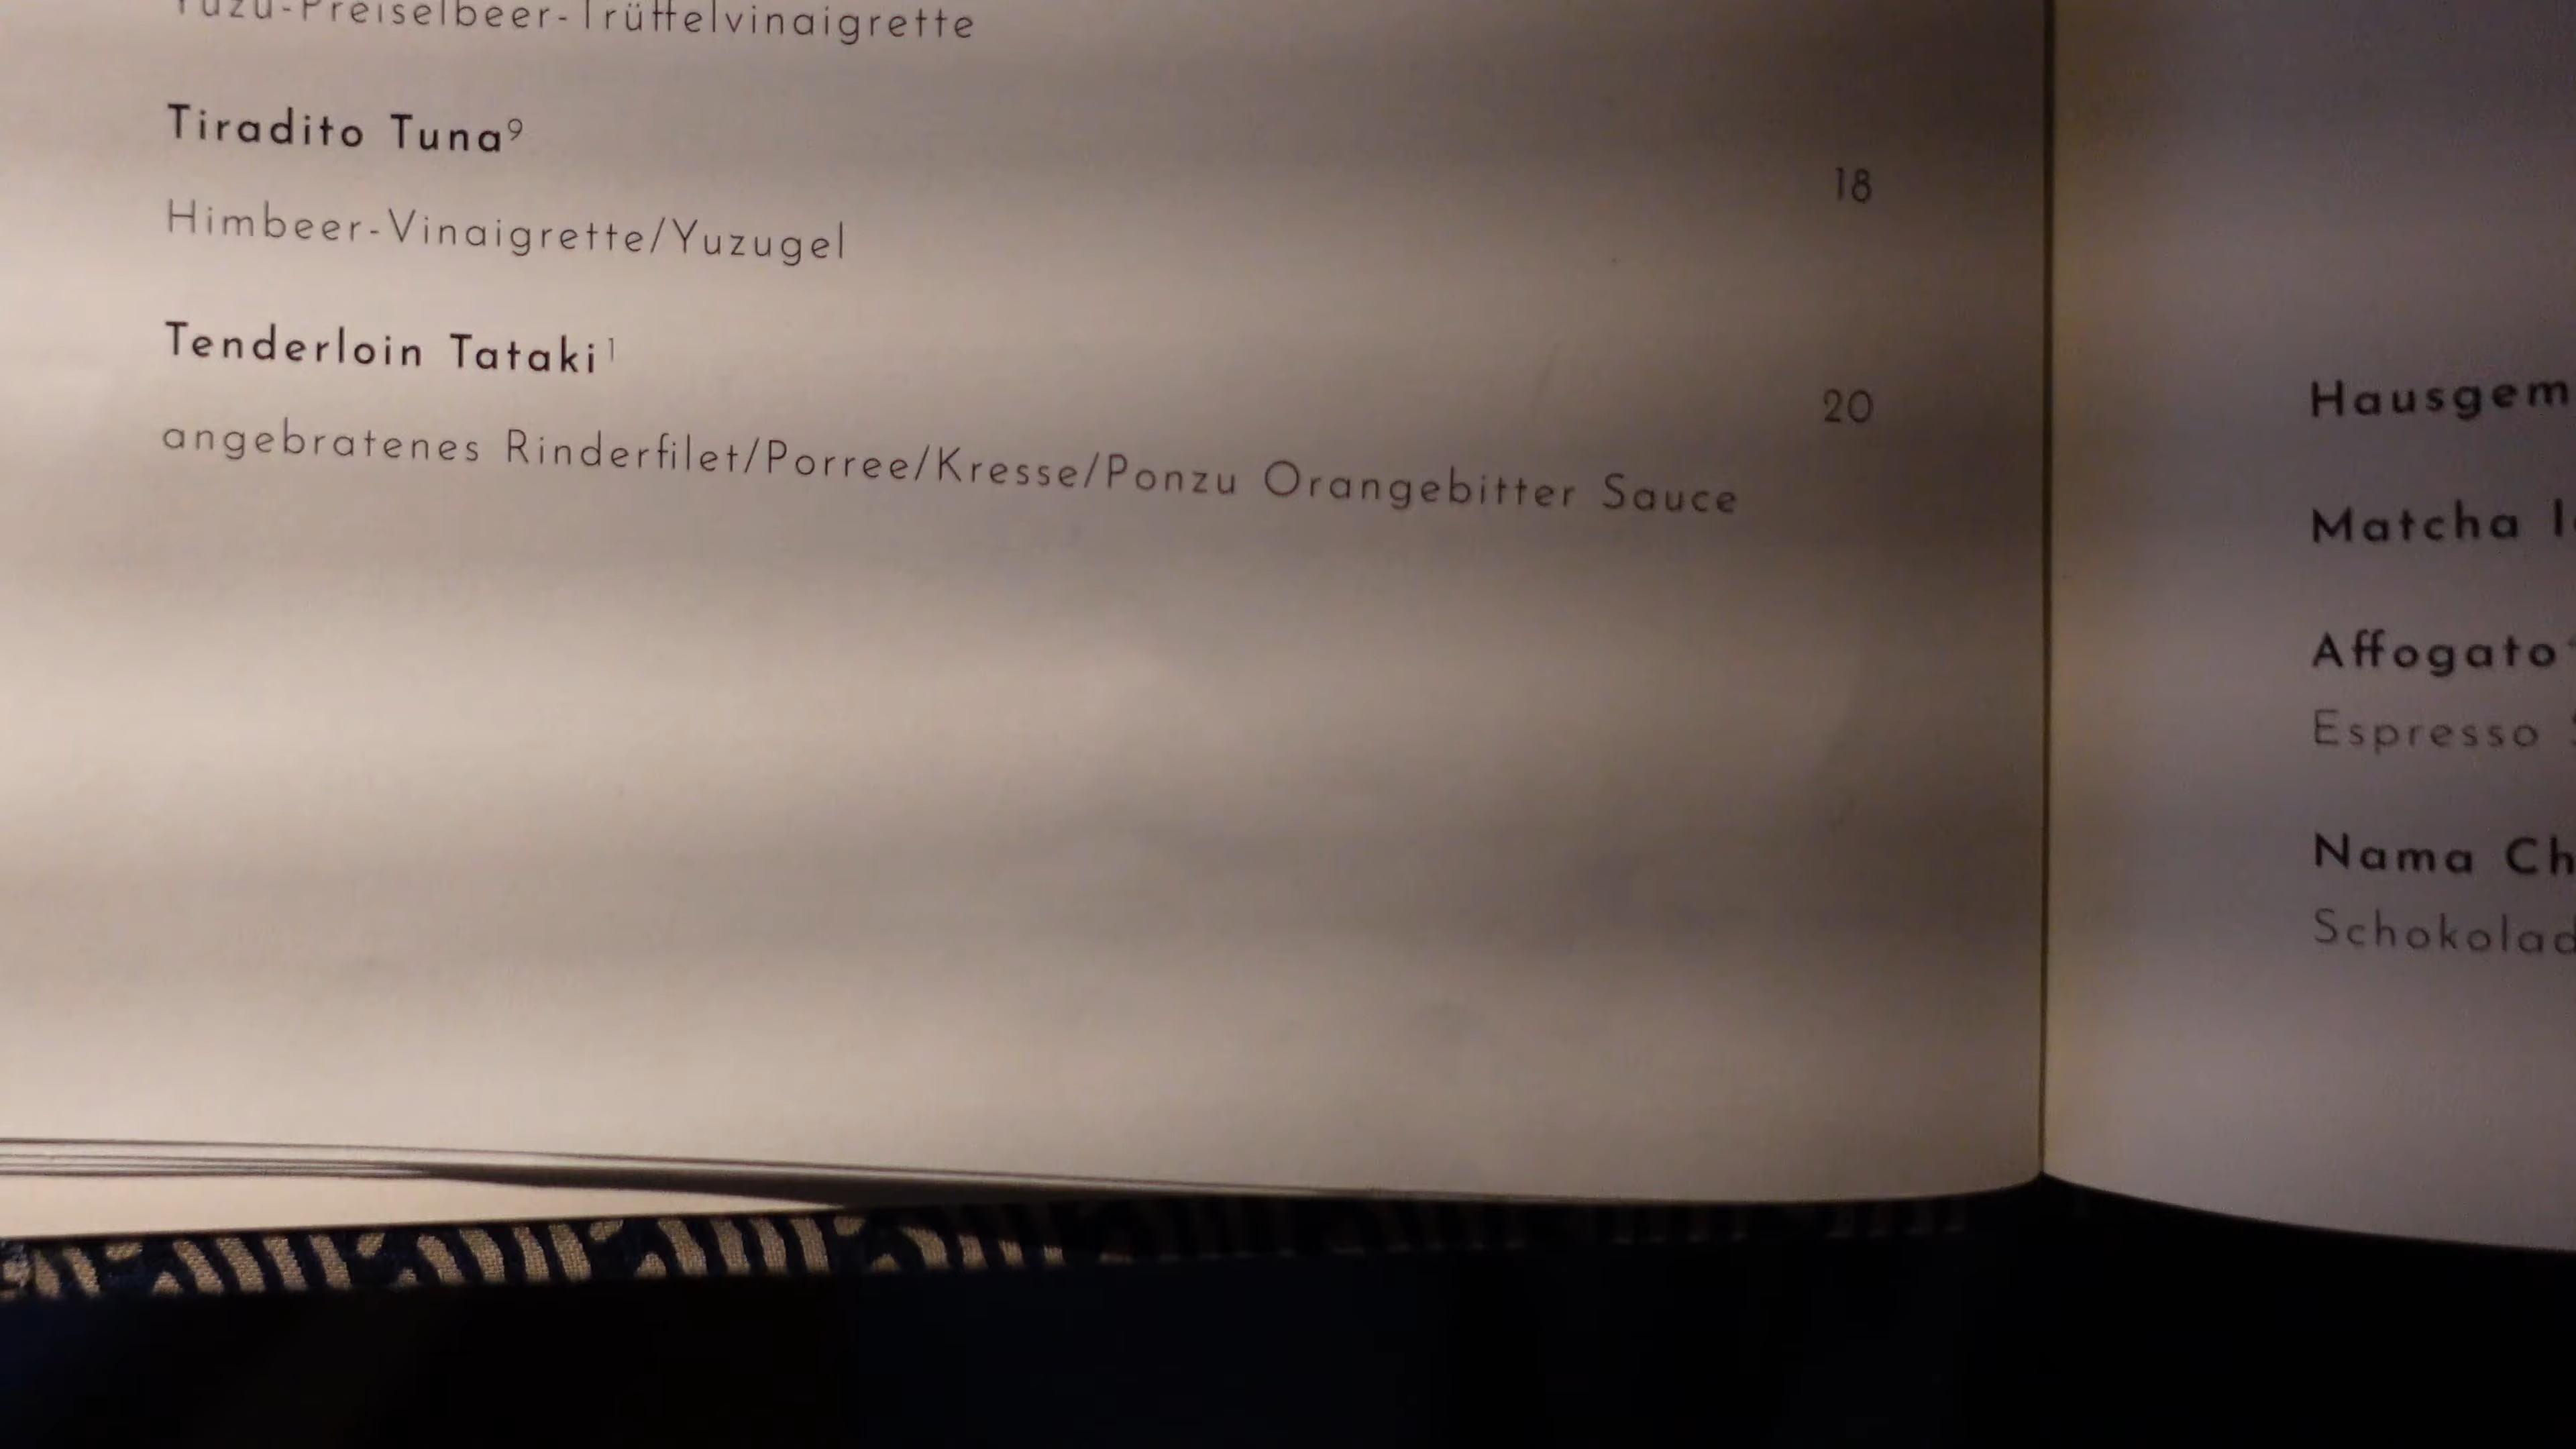 Yuzu-Preiselbeer-Trüffelvinaigrette
Tiradito Tuna⁹
18
Himbeer-Vinaigrette/Yuzugel
Tenderloin Tataki¹
20
angebratenes Rinderfilet/Porree/Kresse/Ponzu Orangebitter Sauce
Hausgem
Matcha I
Affogato
Espresso
Nama Ch
Schokolad